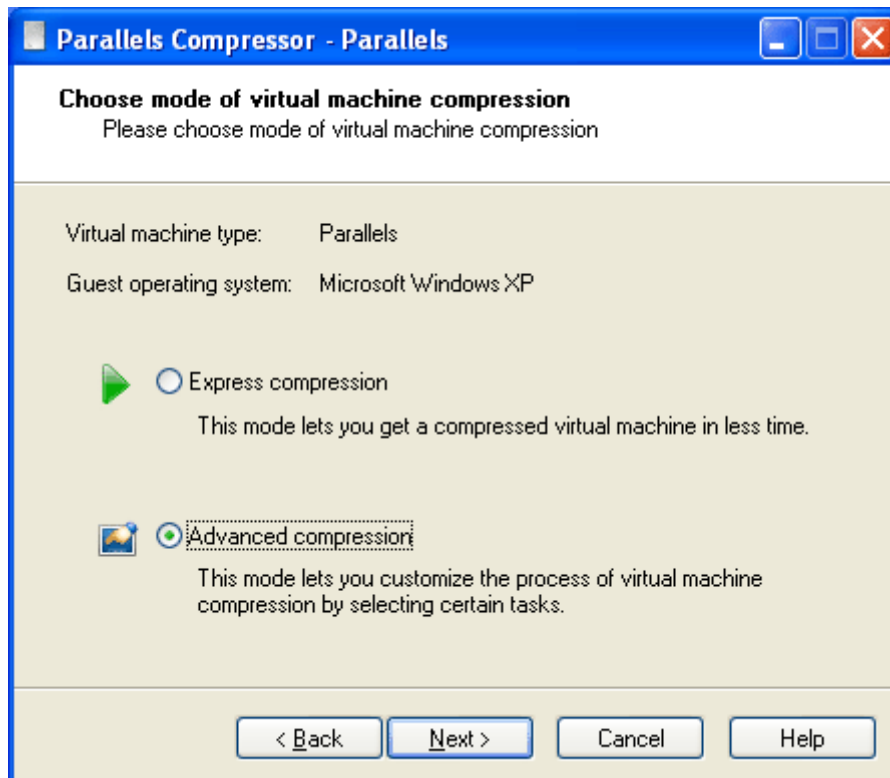 Parallels Compressor - Parallels
Choose mode of virtual machine compression
Please choose mode of virtual machine compression
Virtual machine type: Parallels
Guest operating system: Microsoft Windows XP
Express compression
This mode lets you get a compressed virtual machine in less time.
Advanced compression
This mode lets you customize the process of virtual machine
compression by selecting certain tasks.
< Back Next > Cancel Help